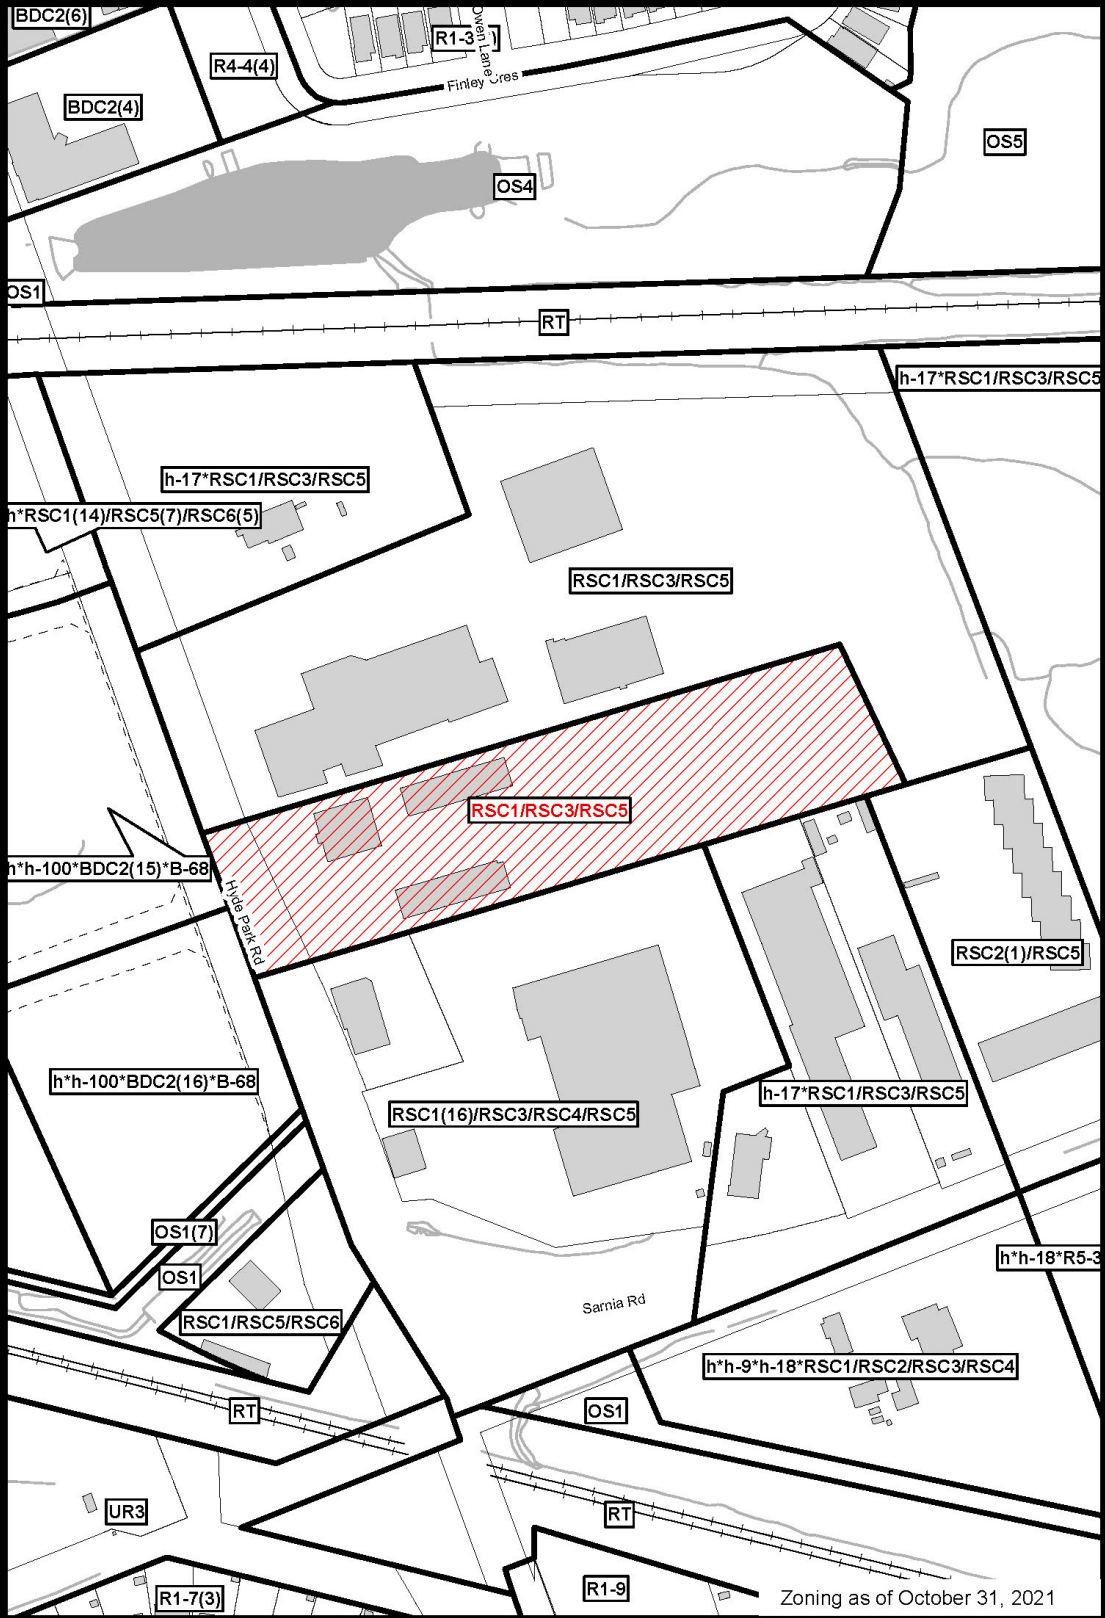 BDC2(6)
R4-4(4)
Owen Lane
Finley Cres
BDC2(4)
OS5
OS4
OS1
RT
h-17*RSC1/RSC3/RSC5
h-17*RSC1/RSC3/RSC5
h*RSC1(14)/RSC5(7)/RSC6(5)
RSC1/RSC3/RSC5
RSC1/RSC3/RSC5
h*h-100*BDC2(15)*B-68
Hyde Park Rd
RSC2(1)/RSC5
h*h-100*BDC2(16)*B-68
h-17*RSC1/RSC3/RSC5
RSC1(16)/RSC3/RSC4/RSC5
OS1(7)
h*h-18*R5-3
OS1
Sarnia Rd
RSC1/RSC5/RSC6
h*h-9*h-18*RSC1/RSC2/RSC3/RSC4
RT
OS1
UR3
RT
R1-7(3)
R1-9
Zoning as of October 31, 2021